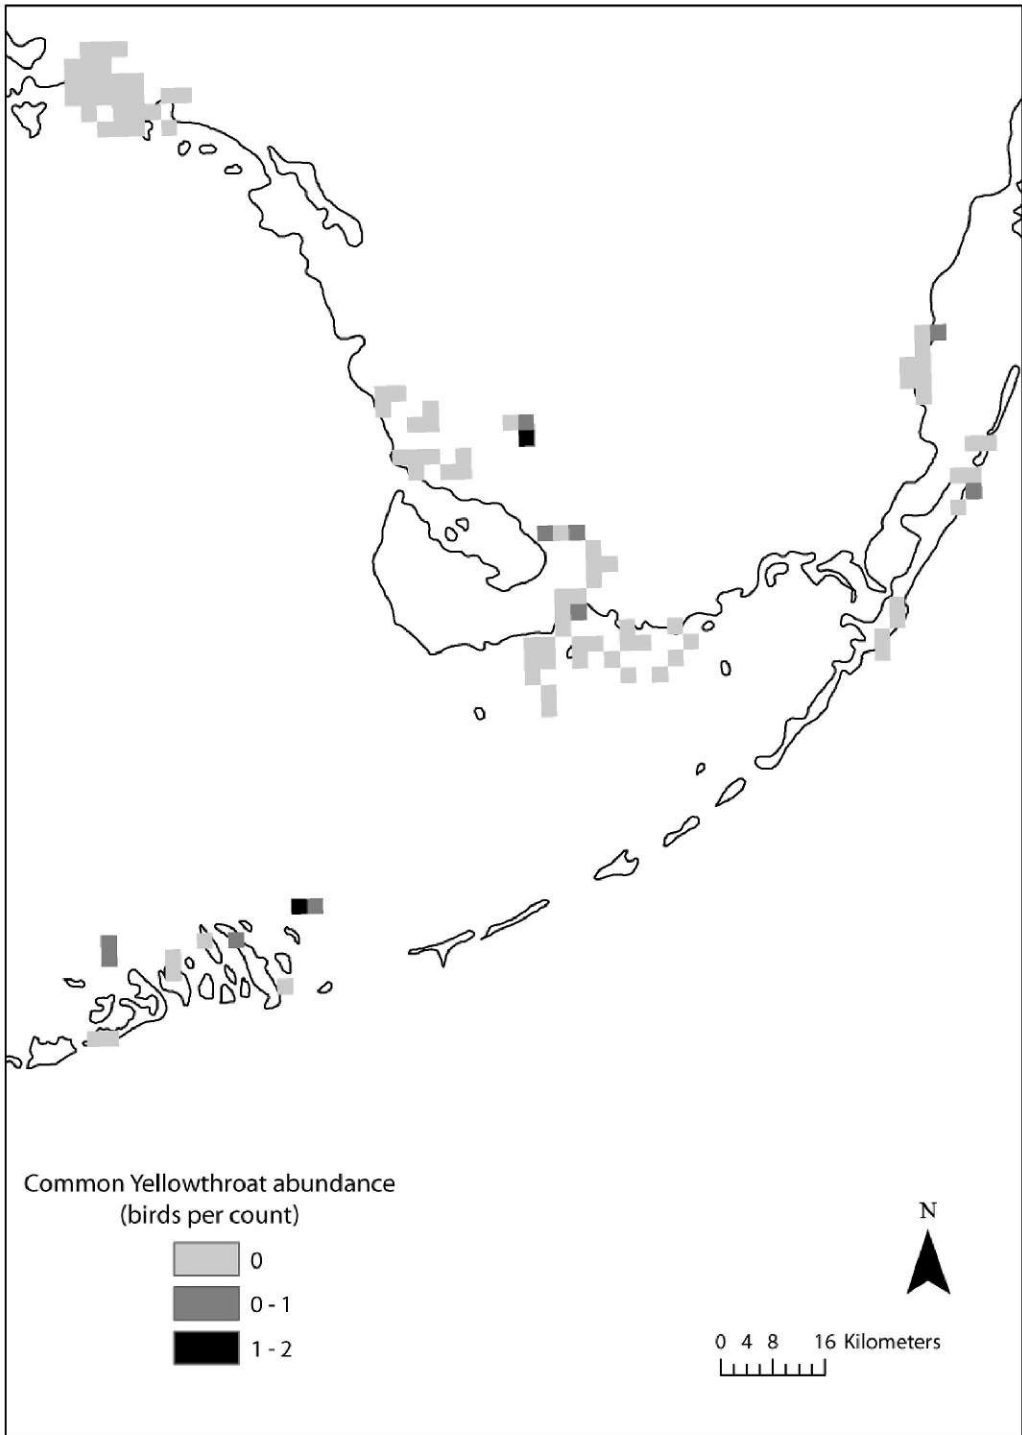 Common Yellowthroat abundance
(birds per count)
0
0 - 1
1 - 2
N
0 4 8 16 Kilometers